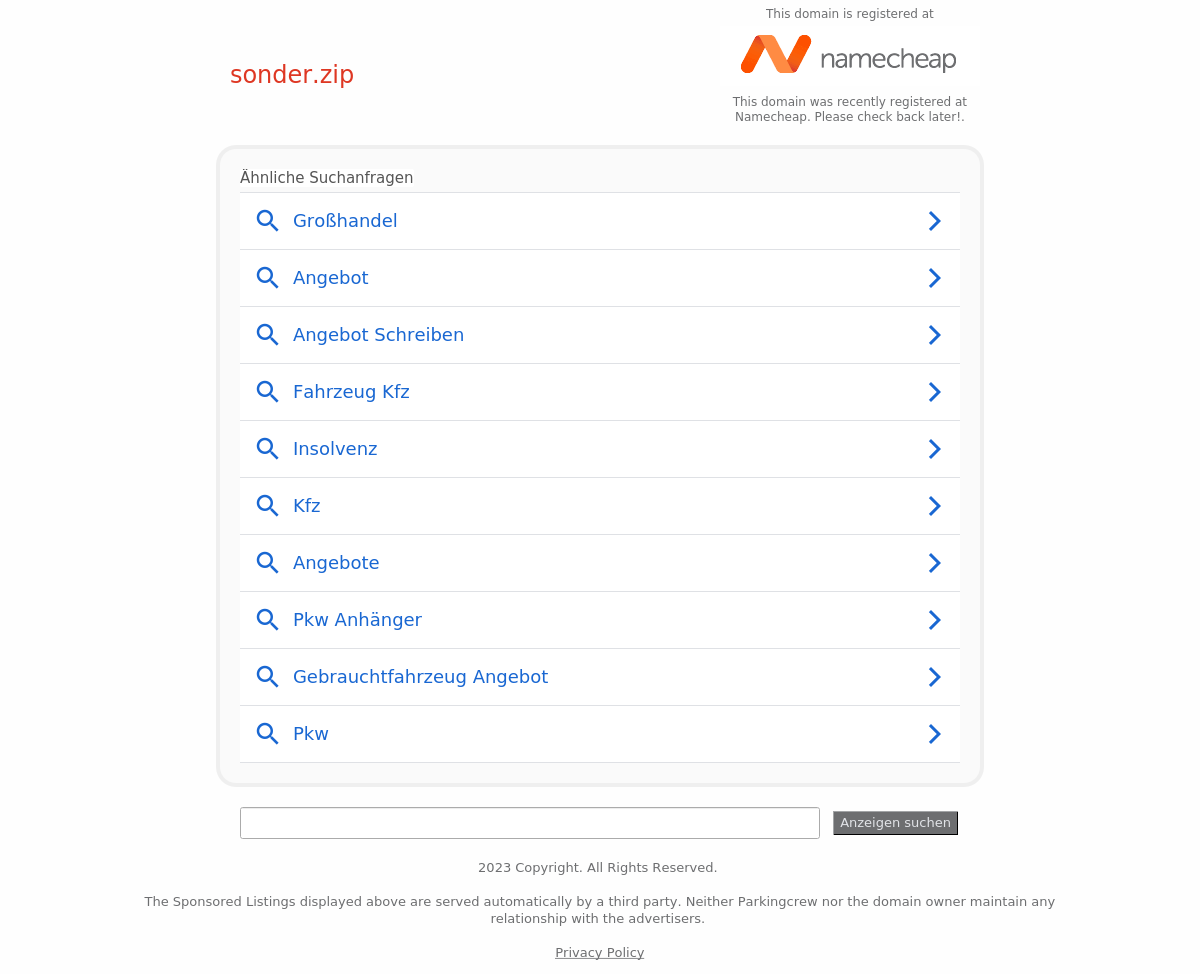 This domain is registered at
namecheap
sonder.zip
This domain was recently registered at
Namecheap. Please check back later!.
Ähnliche Suchanfragen
Großhandel
Angebot
Angebot Schreiben
Fahrzeug Kfz
Insolvenz
Kfz
Angebote
Pkw Anhänger
Gebrauchtfahrzeug Angebot
Pkw
Anzeigen suchen
2023 Copyright. All Rights Reserved.
The Sponsored Listings displayed above are served automatically by a third party. Neither Parkingcrew nor the domain owner maintain any
relationship with the advertisers.
Privacy Policy